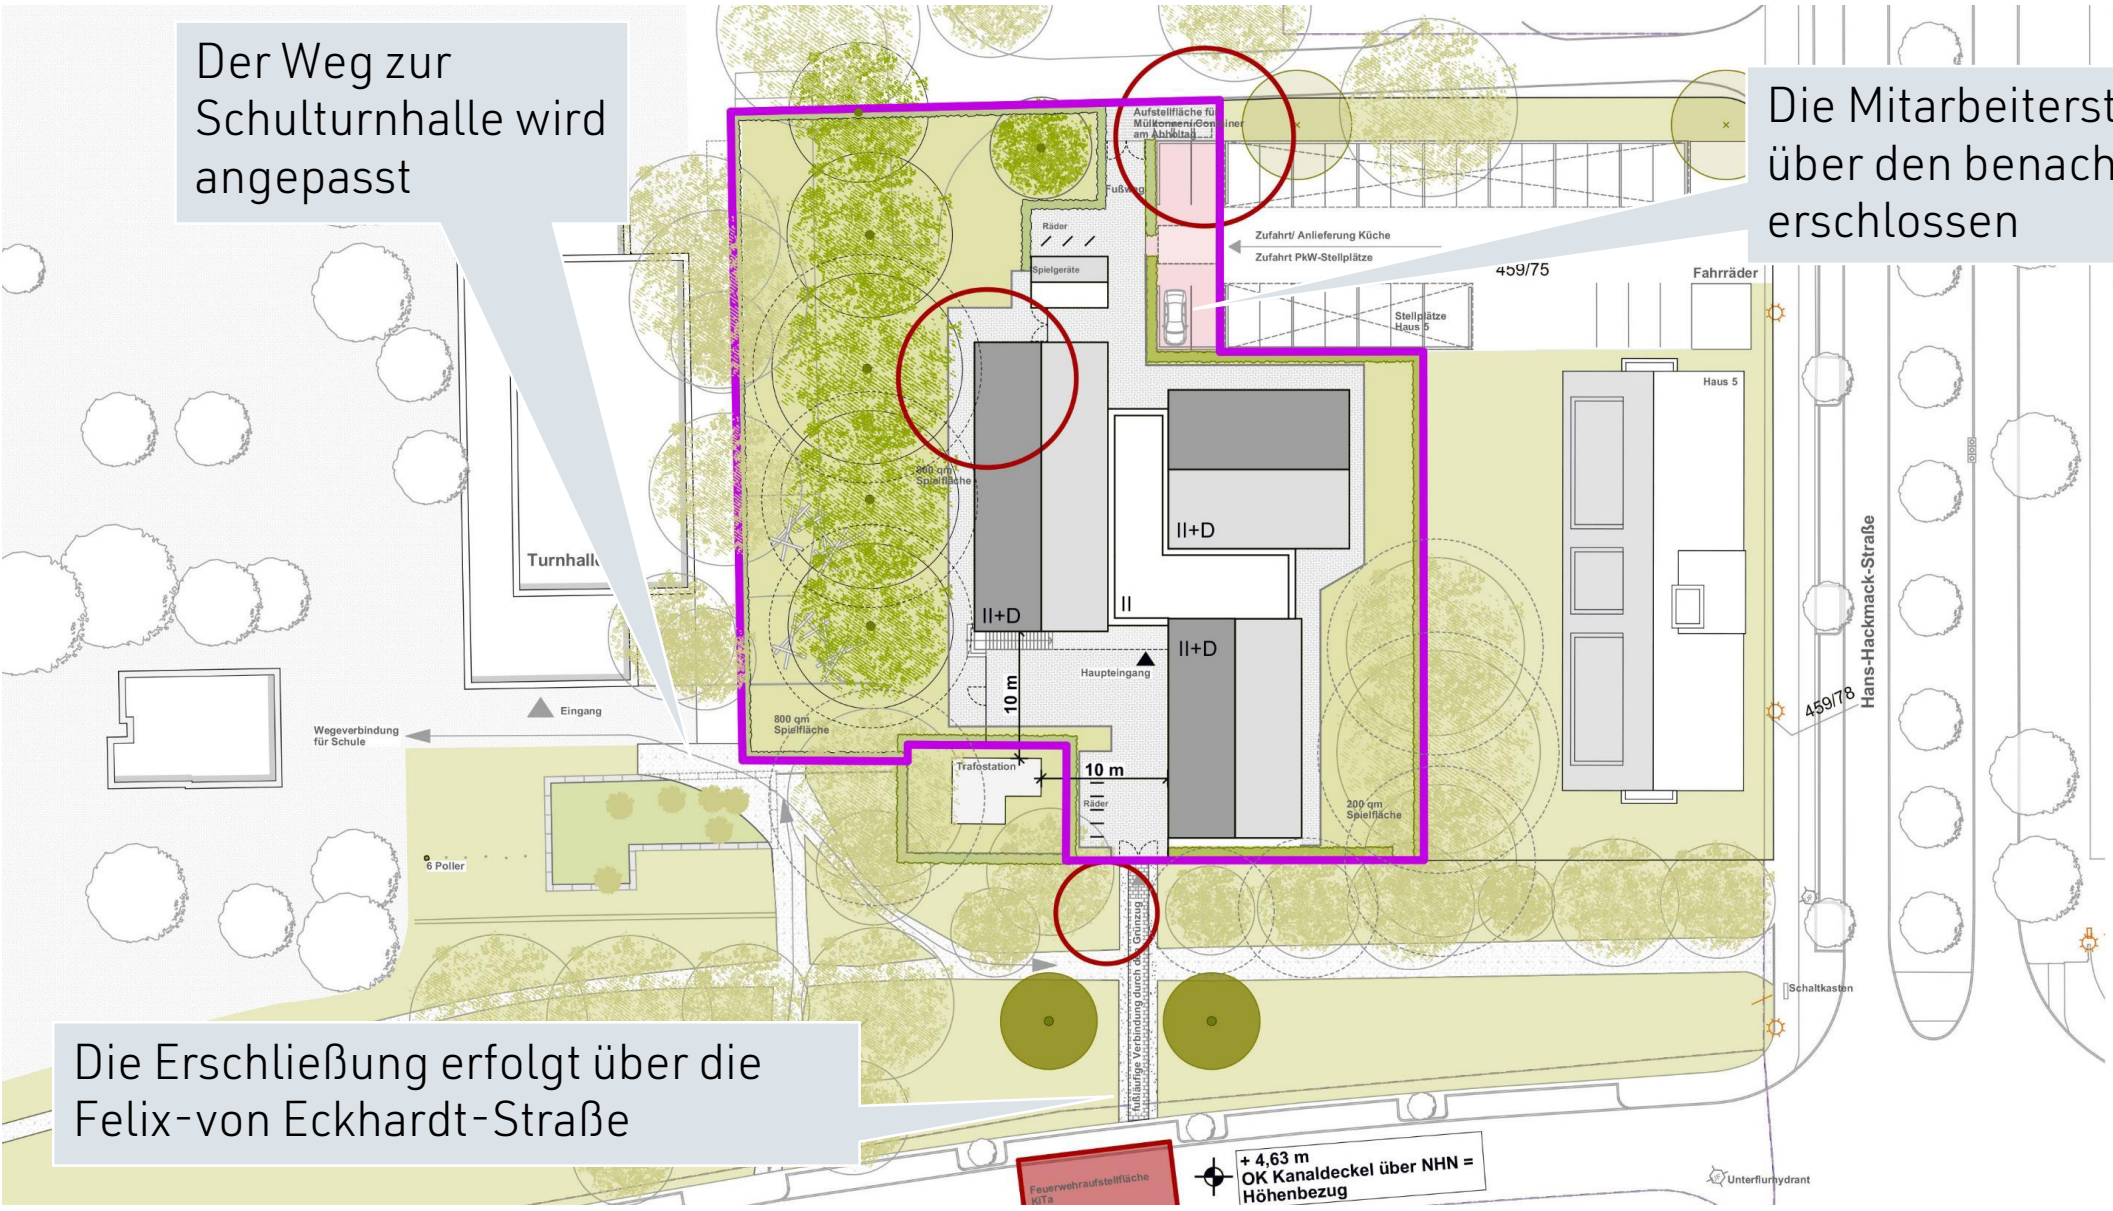 Der Weg zur
Schulturnhalle wird
angepasst
Die Mitarbeiterst
über den benach
erschlossen
Aufstellfläche fü
Mülltonnen/Container
am Abholtag
Fußweg
Räder
Spielgeräte
Zufahrt/ Anlieferung Küche
Zufahrt PkW-Stellplätze
459/75
Fahrräder
Stellplätze
Haus 5
Haus 5
800 qm
Spielfläche
II+D
II+D
II
II+D
Turnhall
Haupteingang
10 m
Eingang
Wegeverbindung
für Schule
800 qm
Spielfläche
Trafostation
10 m
Räder
200 qm
Spielfläche
6 Poller
Hans-Hackmack-Straße
459/78
fußläufige Verbindung durch den Grünzug
Schaltkasten
Die Erschließung erfolgt über die
Felix-von Eckhardt-Straße
Feuerwehraufstellfläche
KiTa
+ 4,63 m
OK Kanaldeckel über NHN =
Höhenbezug
Unterflurhydrant